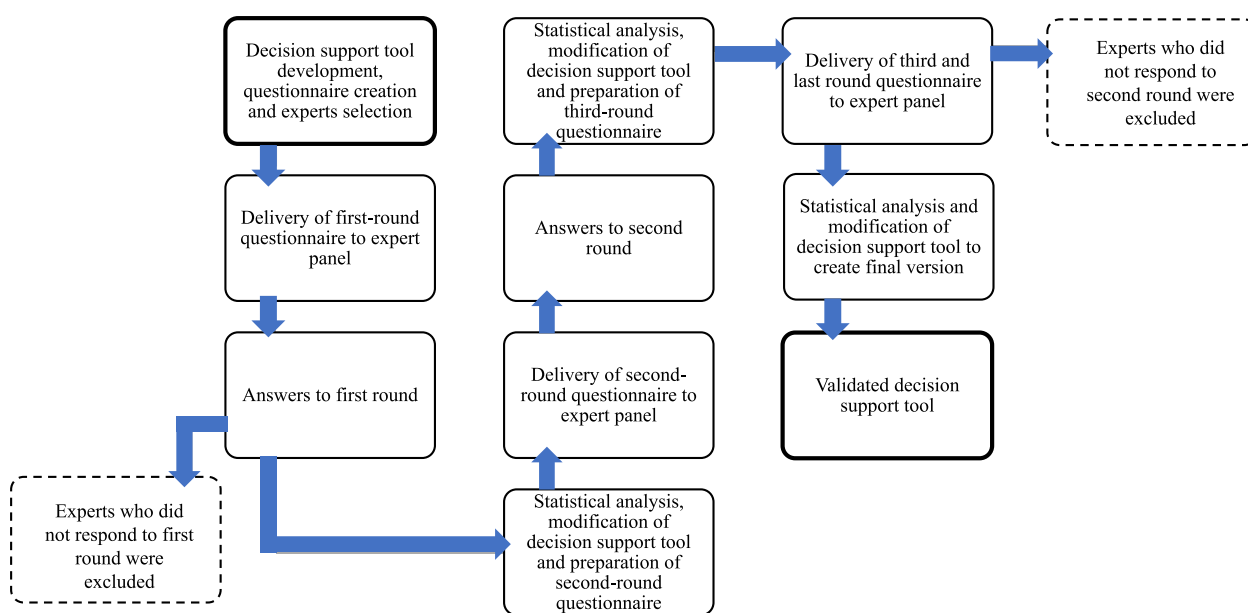 Decision support tool
development,
questionnaire creation
and experts selection
Delivery of first-round
questionnaire to expert
panel
Answers to first round
Experts who did
not respond to first
round were
excluded
Statistical analysis,
modification of
decision support tool
and preparation of
second-round
questionnaire
Delivery of second-
round questionnaire to
expert panel
Answers to second
round
Statistical analysis,
modification of
decision support tool
and preparation of
third-round
questionnaire
Delivery of third and
last round questionnaire
to expert panel
Experts who did
not respond to
second round were
excluded
Statistical analysis and
modification of
decision support tool to
create final version
Validated decision
support tool